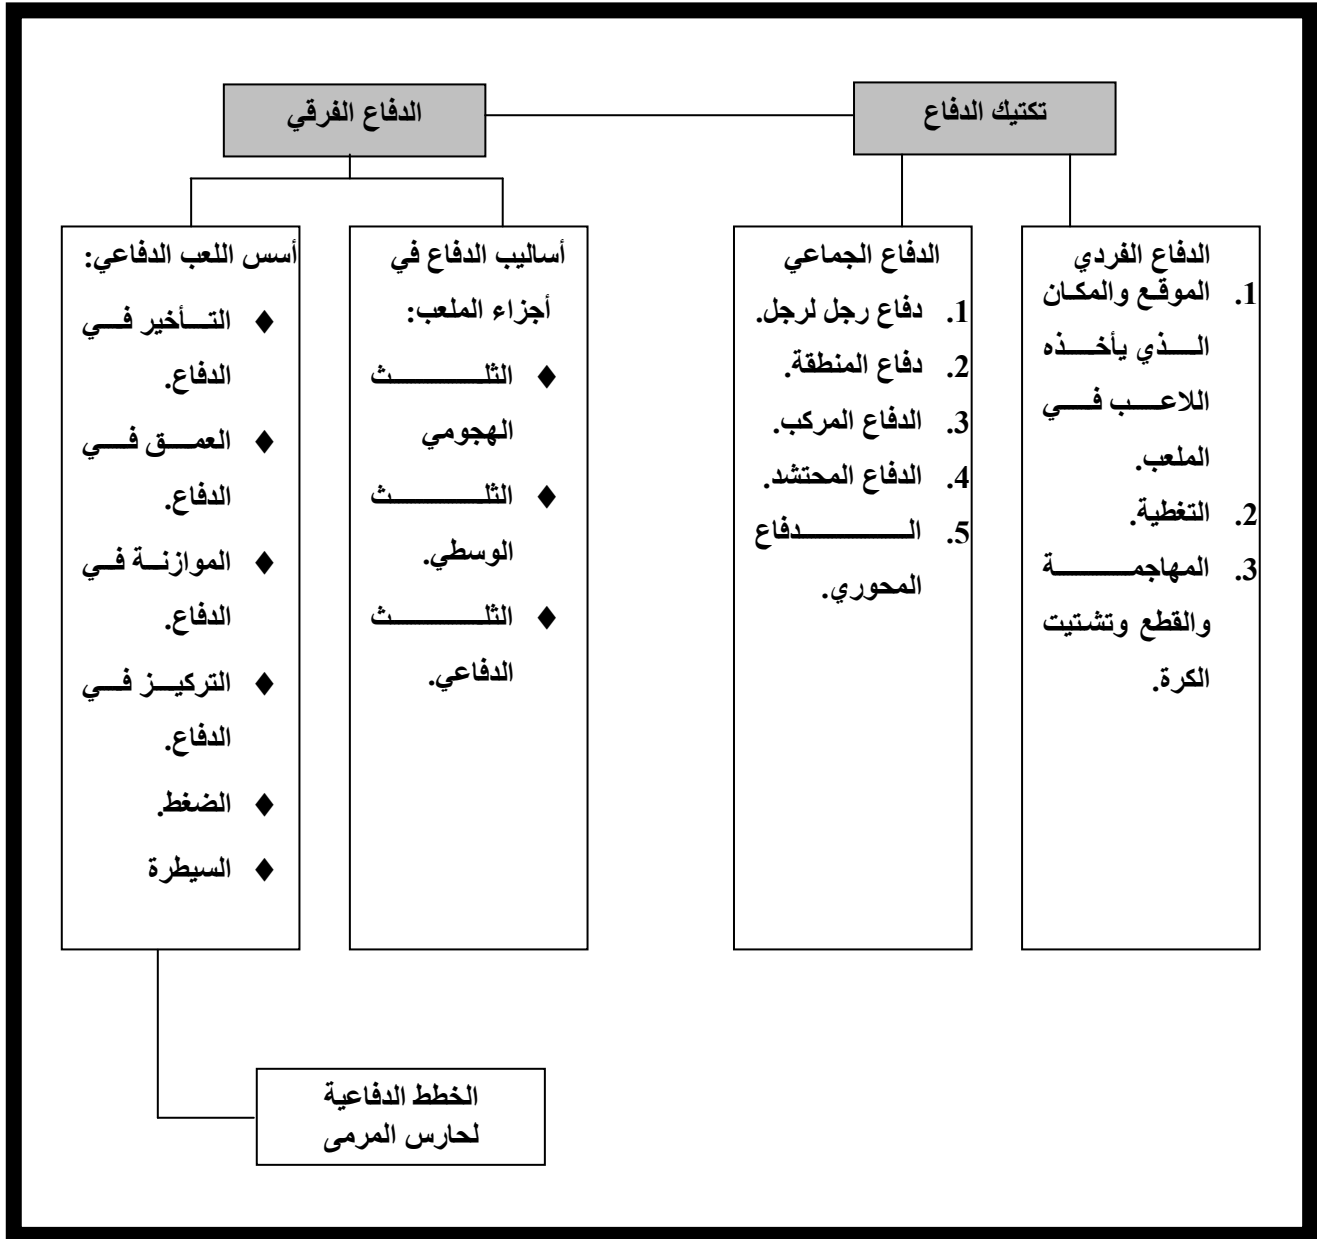 تكتيك الدفاع
الدفاع الفرقي
الدفاع الفردي
1. الموقع والمكان
الذي يأخذه
اللاعب في
الملعب.
2. التغطية.
3. المهاجمة
والقطع وتشتيت
الكرة.
الدفاع الجماعي
1. دفاع رجل لرجل.
2. دفاع المنطقة.
3. الدفاع المركب.
4. الدفاع المحتشد.
5. الدفاع
المحوري.
أساليب الدفاع في
أجزاء الملعب:
♦ الثلث
الهجومي
♦ الثلث
الوسطي.
♦ الثلث
الدفاعي.
أسس اللعب الدفاعي:
♦ التأخير في
الدفاع.
♦ العمق في
الدفاع.
♦ الموازنة في
الدفاع.
♦ التركيز في
الدفاع.
♦ الضغط.
♦ السيطرة
الخطط الدفاعية
لحارس المرمى